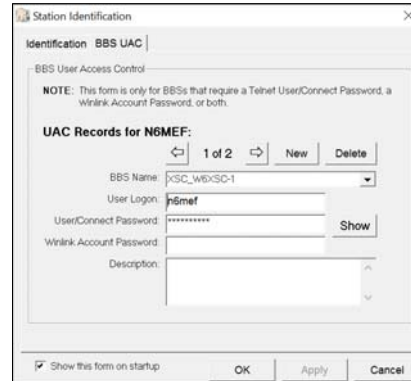 Station Identification
Identification BBS UAC
BBS User Access Control
NOTE: This form is only for BBSs that require a Telnet User/Connect Password, a
Winlink Account Password, or both.
UAC Records for N6MEF:
1 of 2 New Delete
BBS Name: XSC_W6XSC-1
User Logon: n6mef
User/Connect Password: **********
Show
Winlink Account Password:
Description:
Show this form on startup OK Apply Cancel